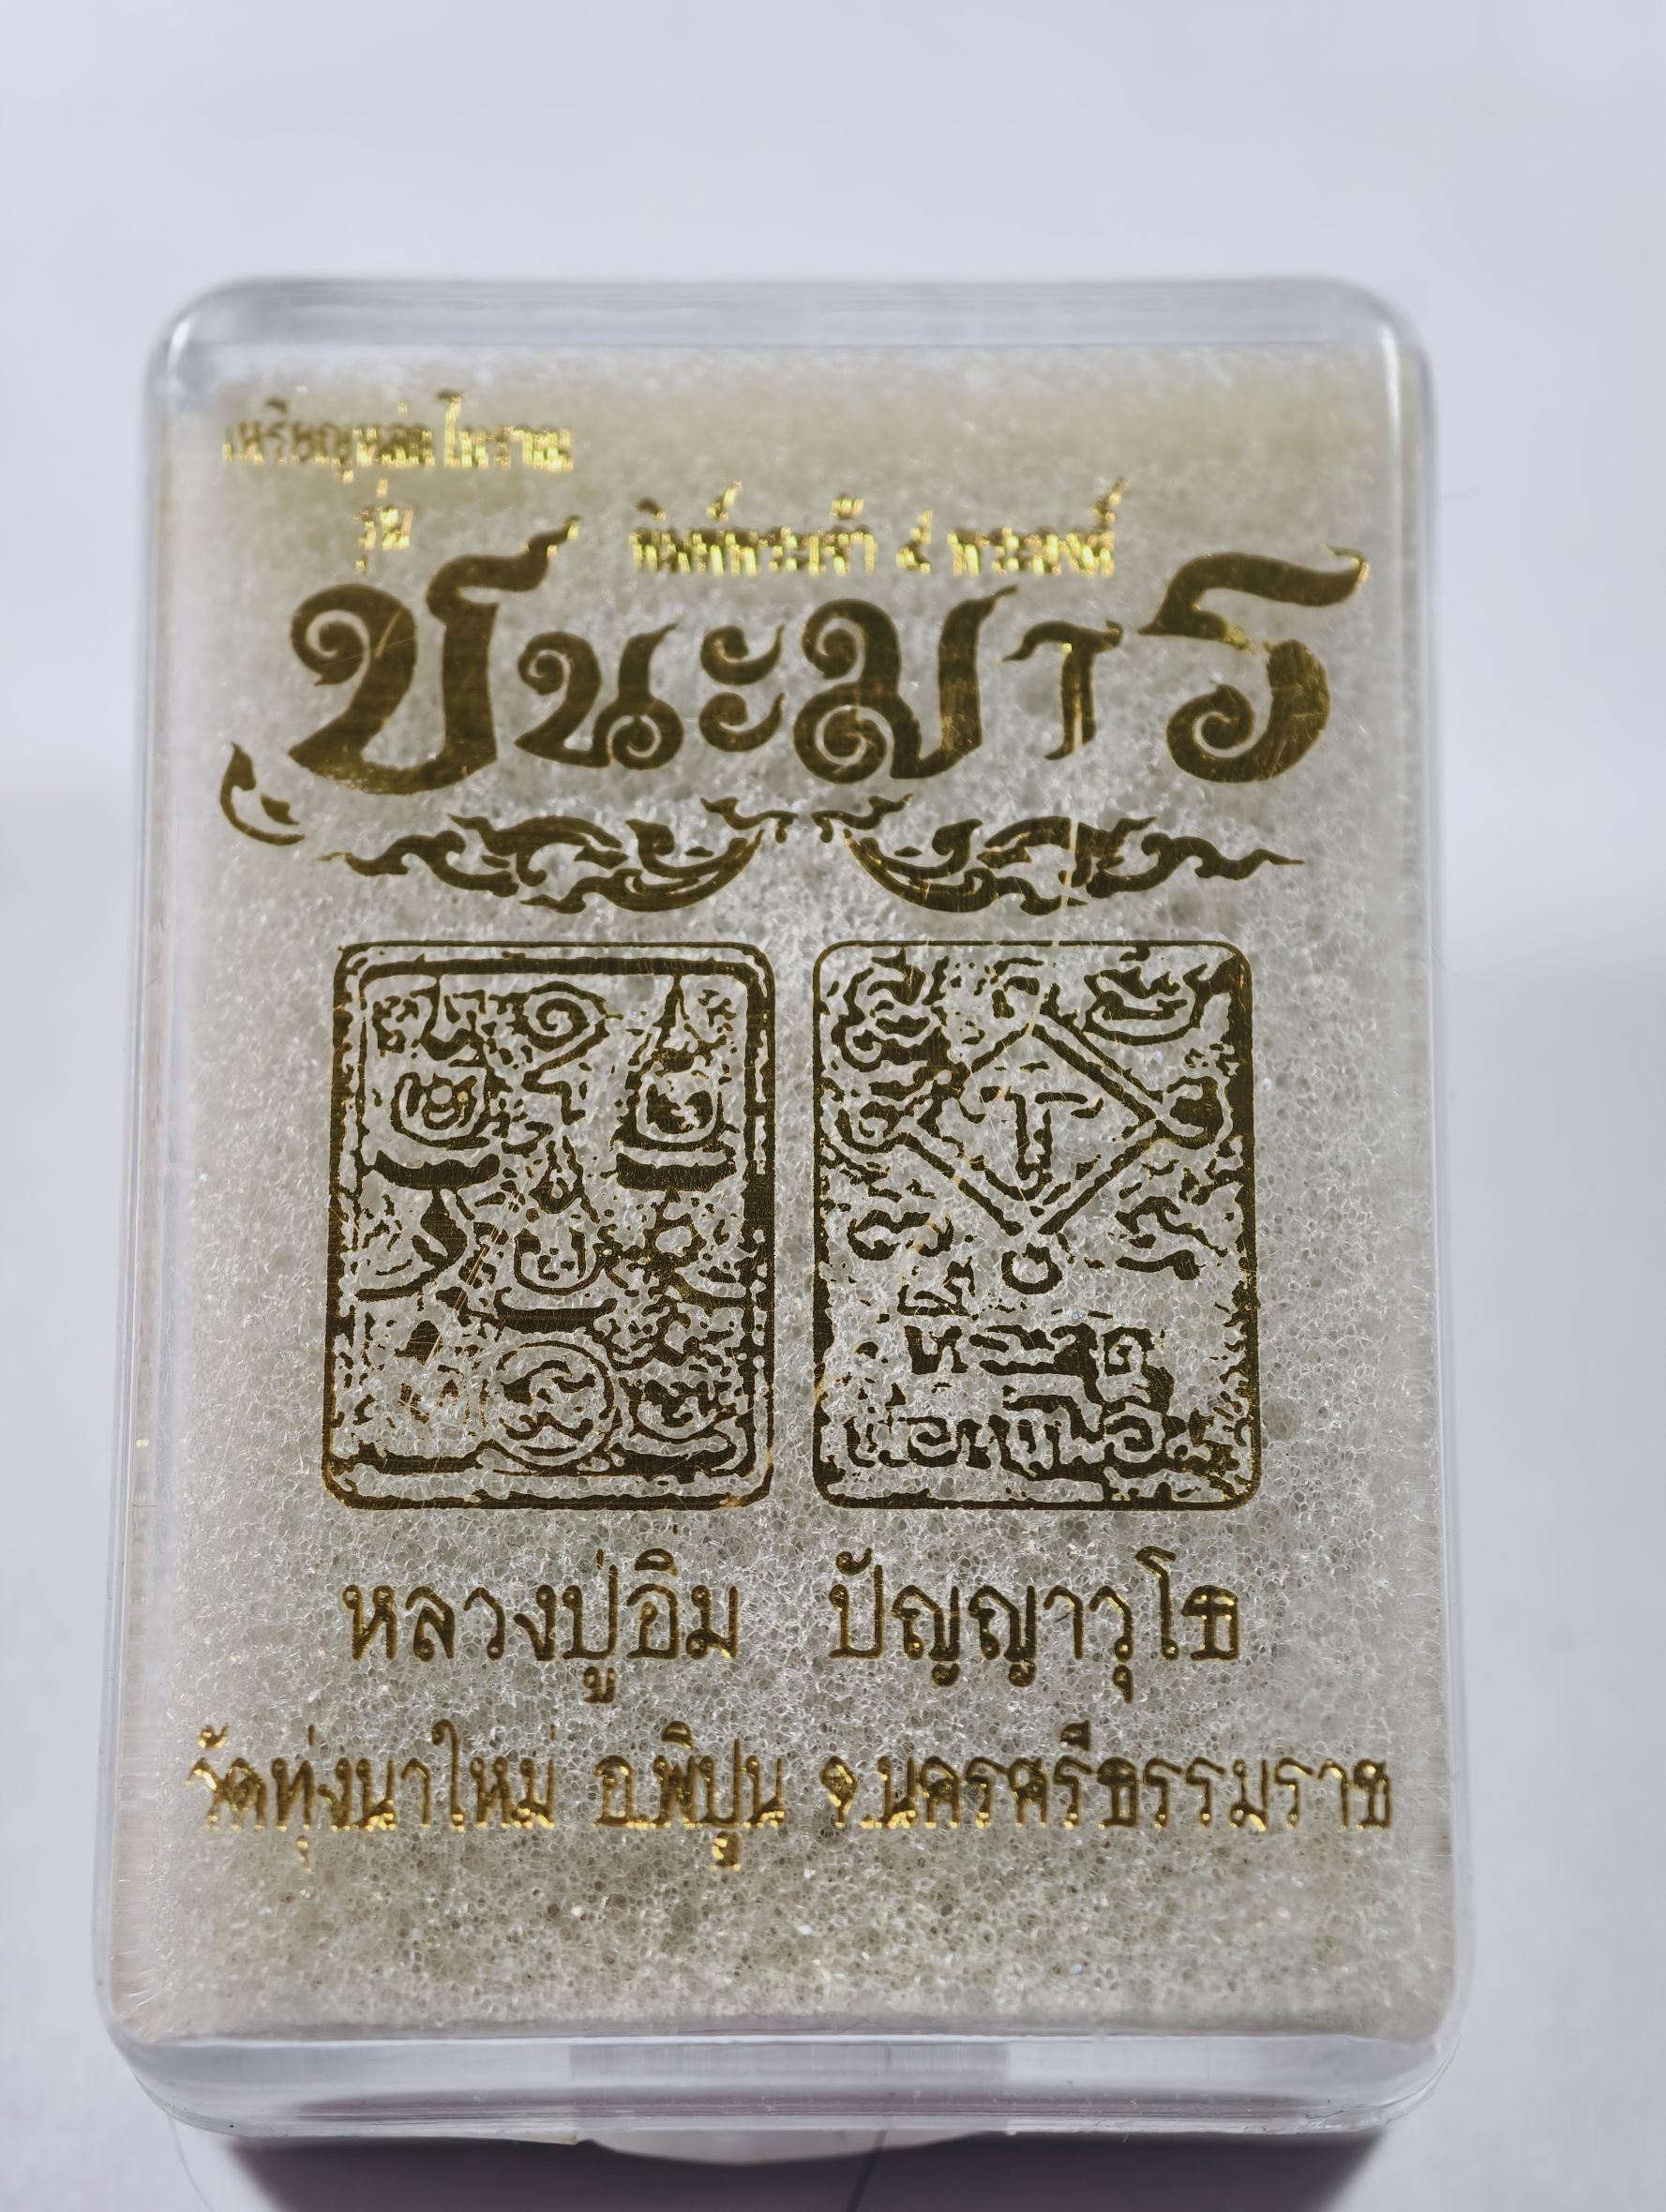 เหรียญหล่อโบราณ
รุ่น พิมพ์พระเจ้า ๕ พระองค์
ชนะมาร
หลวงปู่อิ่ม ปัญญาวุโธ
วัดทุ่งนาใหม่ อ.พิปูน จ.นครศรีธรรมราช